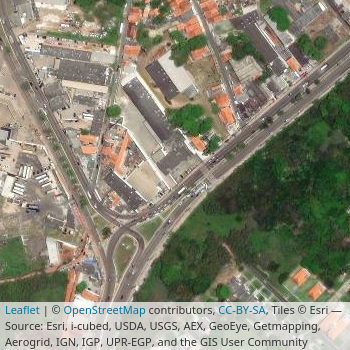 Leaflet | © OpenStreetMap contributors, CC-BY-SA, Tiles © Esri —
Source: Esri, i-cubed, USDA, USGS, AEX, GeoEye, Getmapping,
Aerogrid, IGN, IGP, UPR-EGP, and the GIS User Community